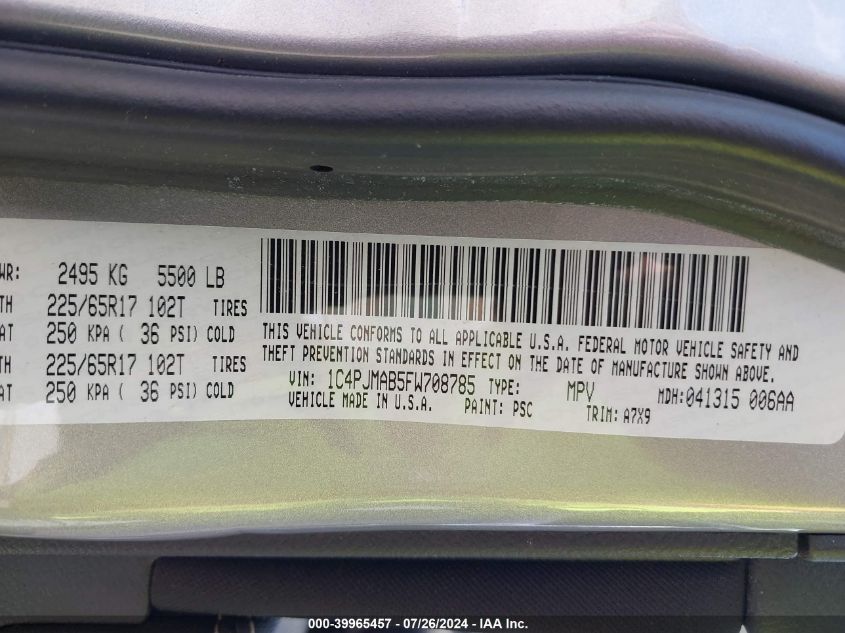 WR: 2495 KG 5500 LB
TH 225/65R17 102T TIRES
AT 250 KPA ( 36 PSI) COLD
TH 225/65R17 102T TIRES
AT 250 KPA ( 36 PSI) COLD
THIS VEHICLE CONFORMS TO ALL APPLICABLE U.S.A. FEDERAL MOTOR VEHICLE SAFETY AND
THEFT PREVENTION STANDARDS IN EFFECT ON THE DATE OF MANUFACTURE SHOWN ABOVE.
VIN: 1C4PJMAB5FW708785 TYPE: MPV MDH:041315 006AA
VEHICLE MADE IN U.S.A. PAINT: PSC TRIM: A7X9
000-39965457 - 07/26/2024 - IAA Inc.